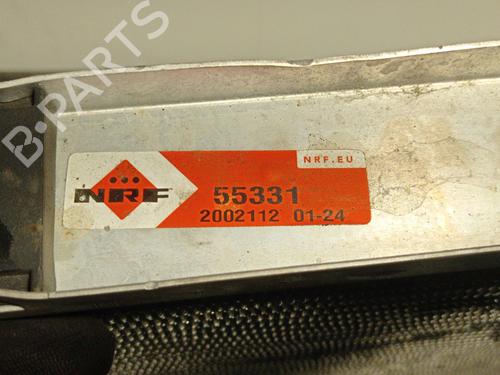 B-PARTS
NRF.EU
NRF
55331
2002112 01-24